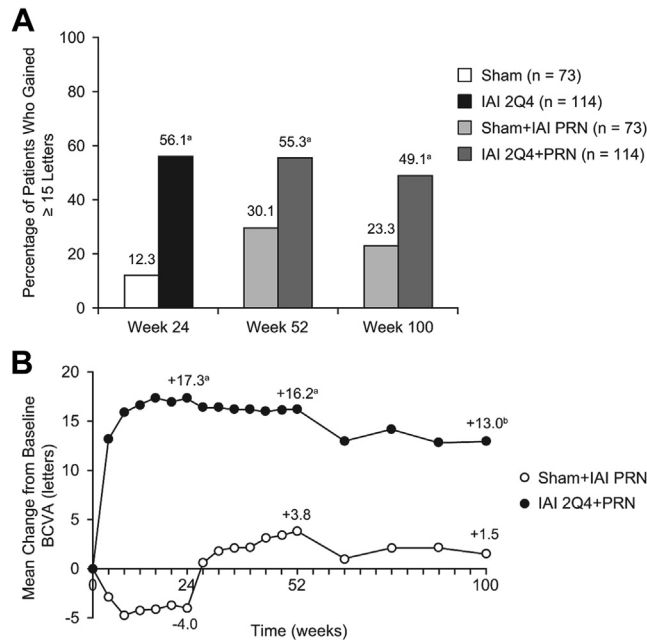 A
Percentage of Patients Who Gained
≥ 15 Letters
100
80
60
40
20
0
12.3
56.1ᵃ
30.1
55.3ᵃ
23.3
49.1ᵃ
Week 24
Week 52
Week 100
Sham (n = 73)
IAI 2Q4 (n = 114)
Sham+IAI PRN (n = 73)
IAI 2Q4+PRN (n = 114)
B
Mean Change from Baseline
BCVA (letters)
20
15
10
5
0
-5
+17.3ᵃ
+16.2ᵃ
+13.0ᵇ
+3.8
+1.5
-4.0
0
24
52
100
Time (weeks)
Sham+IAI PRN
IAI 2Q4+PRN